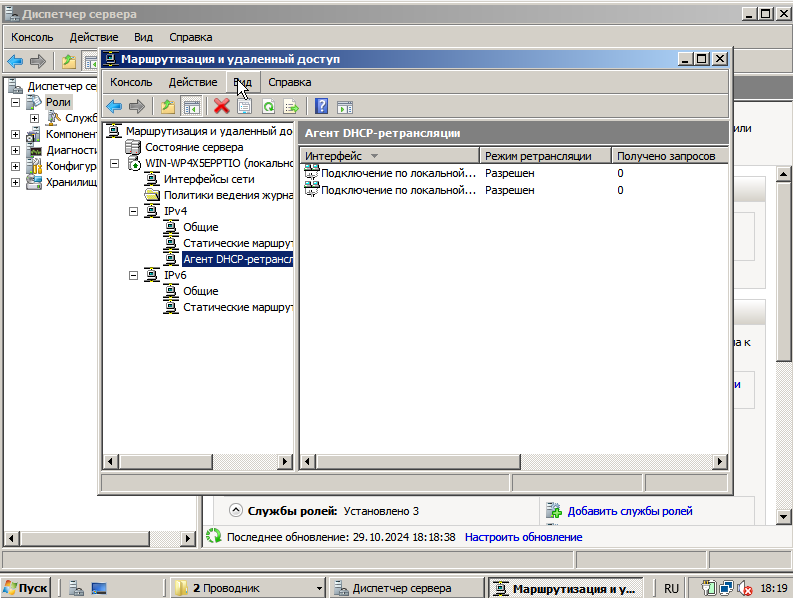 Диспетчер сервера
Консоль Действие Вид Справка
Диспетчер се
Роли
Служб
Компонент
Диагности
Конфигур
Хранилищ
Маршрутизация и удаленный доступ
Консоль Действие Вид Справка
Маршрутизация и удаленный до
Состояние сервера
WIN-WP4X5EPPTIO (локально
Интерфейсы сети
Политики ведения журна
IPv4
Общие
Статические маршрут
Агент DHCP-ретрансл
IPv6
Общие
Статические маршрут
Агент DHCP-ретрансляции
Интерфейс Режим ретрансляции Получено запросов
Подключение по локальной... Разрешен 0
Подключение по локальной... Разрешен 0
или
а к
и
Службы ролей: Установлено 3
Добавить службы ролей
Последнее обновление: 29.10.2024 18:18:38 Настроить обновление
Пуск
2 Проводник
Диспетчер сервера
Маршрутизация и у...
RU
18:19